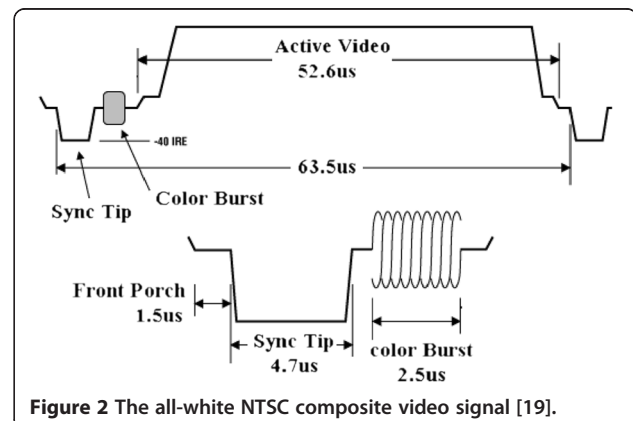 Active Video
52.6us
-40 IRE
63.5us
Sync Tip
Color Burst
Front Porch
1.5us
Sync Tip
4.7us
color Burst
2.5us
Figure 2 The all-white NTSC composite video signal [19].